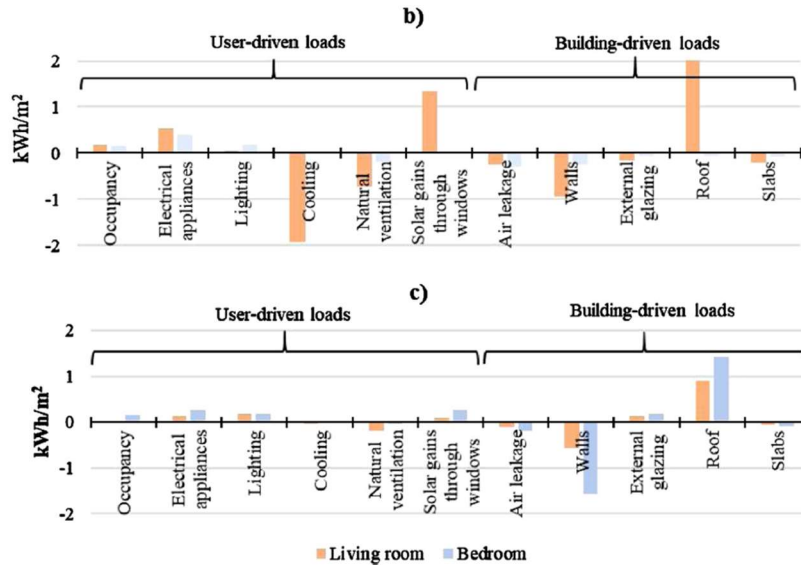 b)
User-driven loads
Building-driven loads
kWh/m²
2
1
0
-1
-2
Occupancy
Electrical
appliances
Lighting
Cooling
Natural
ventilation
Solar gains
through
windows
Air leakage
Walls
External
glazing
Roof
Slabs
c)
User-driven loads
Building-driven loads
kWh/m²
2
1
0
-1
-2
Occupancy
Electrical
appliances
Lighting
Cooling
Natural
ventilation
Solar gains
through
windows
Air leakage
Walls
External
glazing
Roof
Slabs
Living room
Bedroom